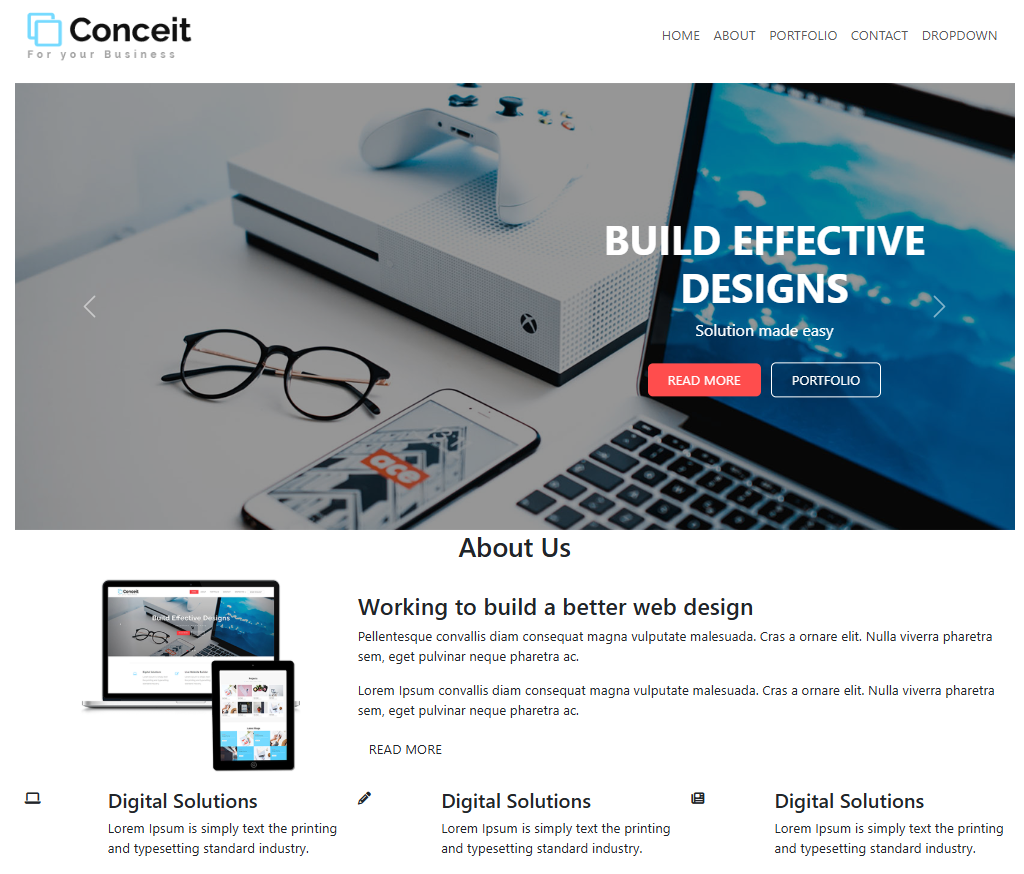 Conceit
For your Business
HOME ABOUT PORTFOLIO CONTACT DROPDOWN
BUILD EFFECTIVE
DESIGNS
Solution made easy
READ MORE PORTFOLIO
ace
About Us
Conceit
Build Effective Designs
Working to build a better web design
Pellentesque convallis diam consequat magna vulputate malesuada. Cras a ornare elit. Nulla viverra pharetra
sem, eget pulvinar neque pharetra ac.
Lorem Ipsum convallis diam consequat magna vulputate malesuada. Cras a ornare elit. Nulla viverra pharetra
sem, eget pulvinar neque pharetra ac.
READ MORE
Digital Solutions
Lorem Ipsum is simply text the printing
and typesetting standard industry.
Digital Solutions
Lorem Ipsum is simply text the printing
and typesetting standard industry.
Digital Solutions
Lorem Ipsum is simply text the printing
and typesetting standard industry.